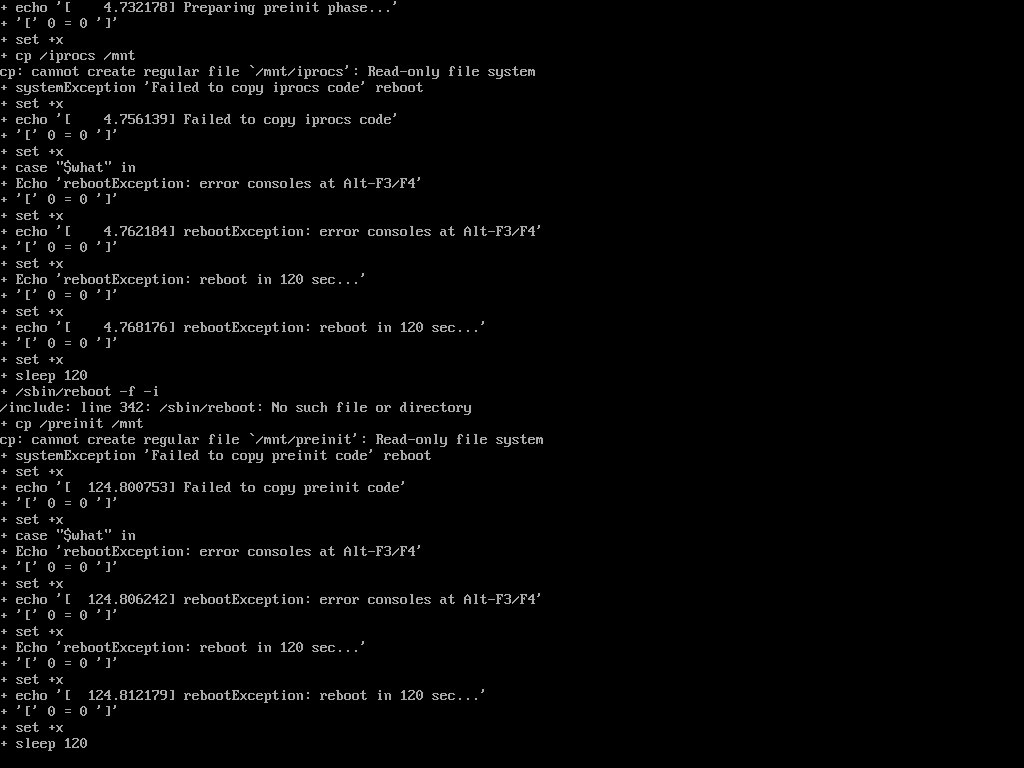 + echo '[    4.732178] Preparing preinit phase...'
+ '[' 0 = 0 ']'
+ set +x
+ cp /iprocs /mnt
cp: cannot create regular file `/mnt/iprocs': Read-only file system
+ systemException 'Failed to copy iprocs code' reboot
+ set +x
+ echo '[    4.756139] Failed to copy iprocs code'
+ '[' 0 = 0 ']'
+ set +x
+ case "$what" in
+ Echo 'rebootException: error consoles at Alt-F3/F4'
+ '[' 0 = 0 ']'
+ set +x
+ echo '[    4.762184] rebootException: error consoles at Alt-F3/F4'
+ '[' 0 = 0 ']'
+ set +x
+ Echo 'rebootException: reboot in 120 sec...'
+ '[' 0 = 0 ']'
+ set +x
+ echo '[    4.768176] rebootException: reboot in 120 sec...'
+ '[' 0 = 0 ']'
+ set +x
+ sleep 120
+ /sbin/reboot -f -i
/include: line 342: /sbin/reboot: No such file or directory
+ cp /preinit /mnt
cp: cannot create regular file `/mnt/preinit': Read-only file system
+ systemException 'Failed to copy preinit code' reboot
+ set +x
+ echo '[  124.800753] Failed to copy preinit code'
+ '[' 0 = 0 ']'
+ set +x
+ case "$what" in
+ Echo 'rebootException: error consoles at Alt-F3/F4'
+ '[' 0 = 0 ']'
+ set +x
+ echo '[  124.806242] rebootException: error consoles at Alt-F3/F4'
+ '[' 0 = 0 ']'
+ set +x
+ Echo 'rebootException: reboot in 120 sec...'
+ '[' 0 = 0 ']'
+ set +x
+ echo '[  124.812179] rebootException: reboot in 120 sec...'
+ '[' 0 = 0 ']'
+ set +x
+ sleep 120